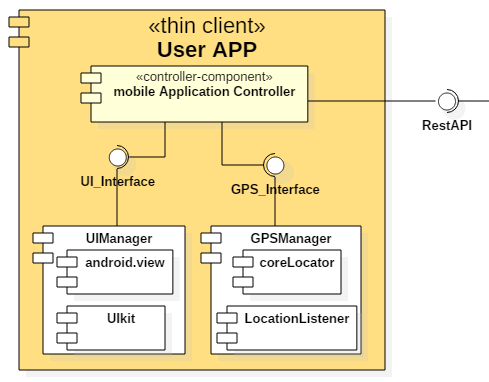 «thin client»
User APP
«controller-component»
mobile Application Controller
RestAPI
UI_Interface
GPS_Interface
UIManager
GPSManager
android.view
coreLocator
UIkit
LocationListener